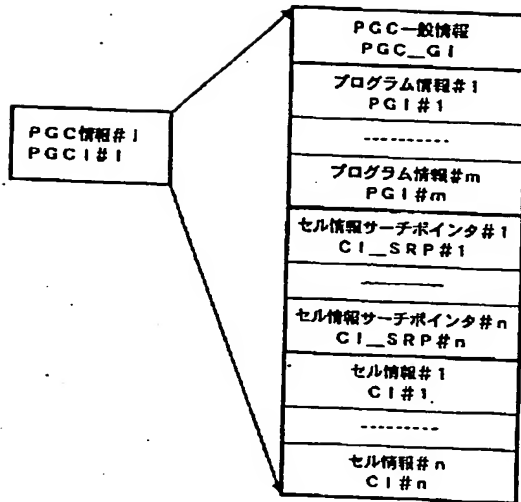 PGC情報#i
PGCI#i
PGC一般情報
PGC_GI
プログラム情報#1
PGI#1
----------
プログラム情報#m
PGI#m
セル情報サーチポインタ#1
CI_SRP#1
----------
セル情報サーチポインタ#n
CI_SRP#n
セル情報#1
CI#1
---------
セル情報#n
CI#n